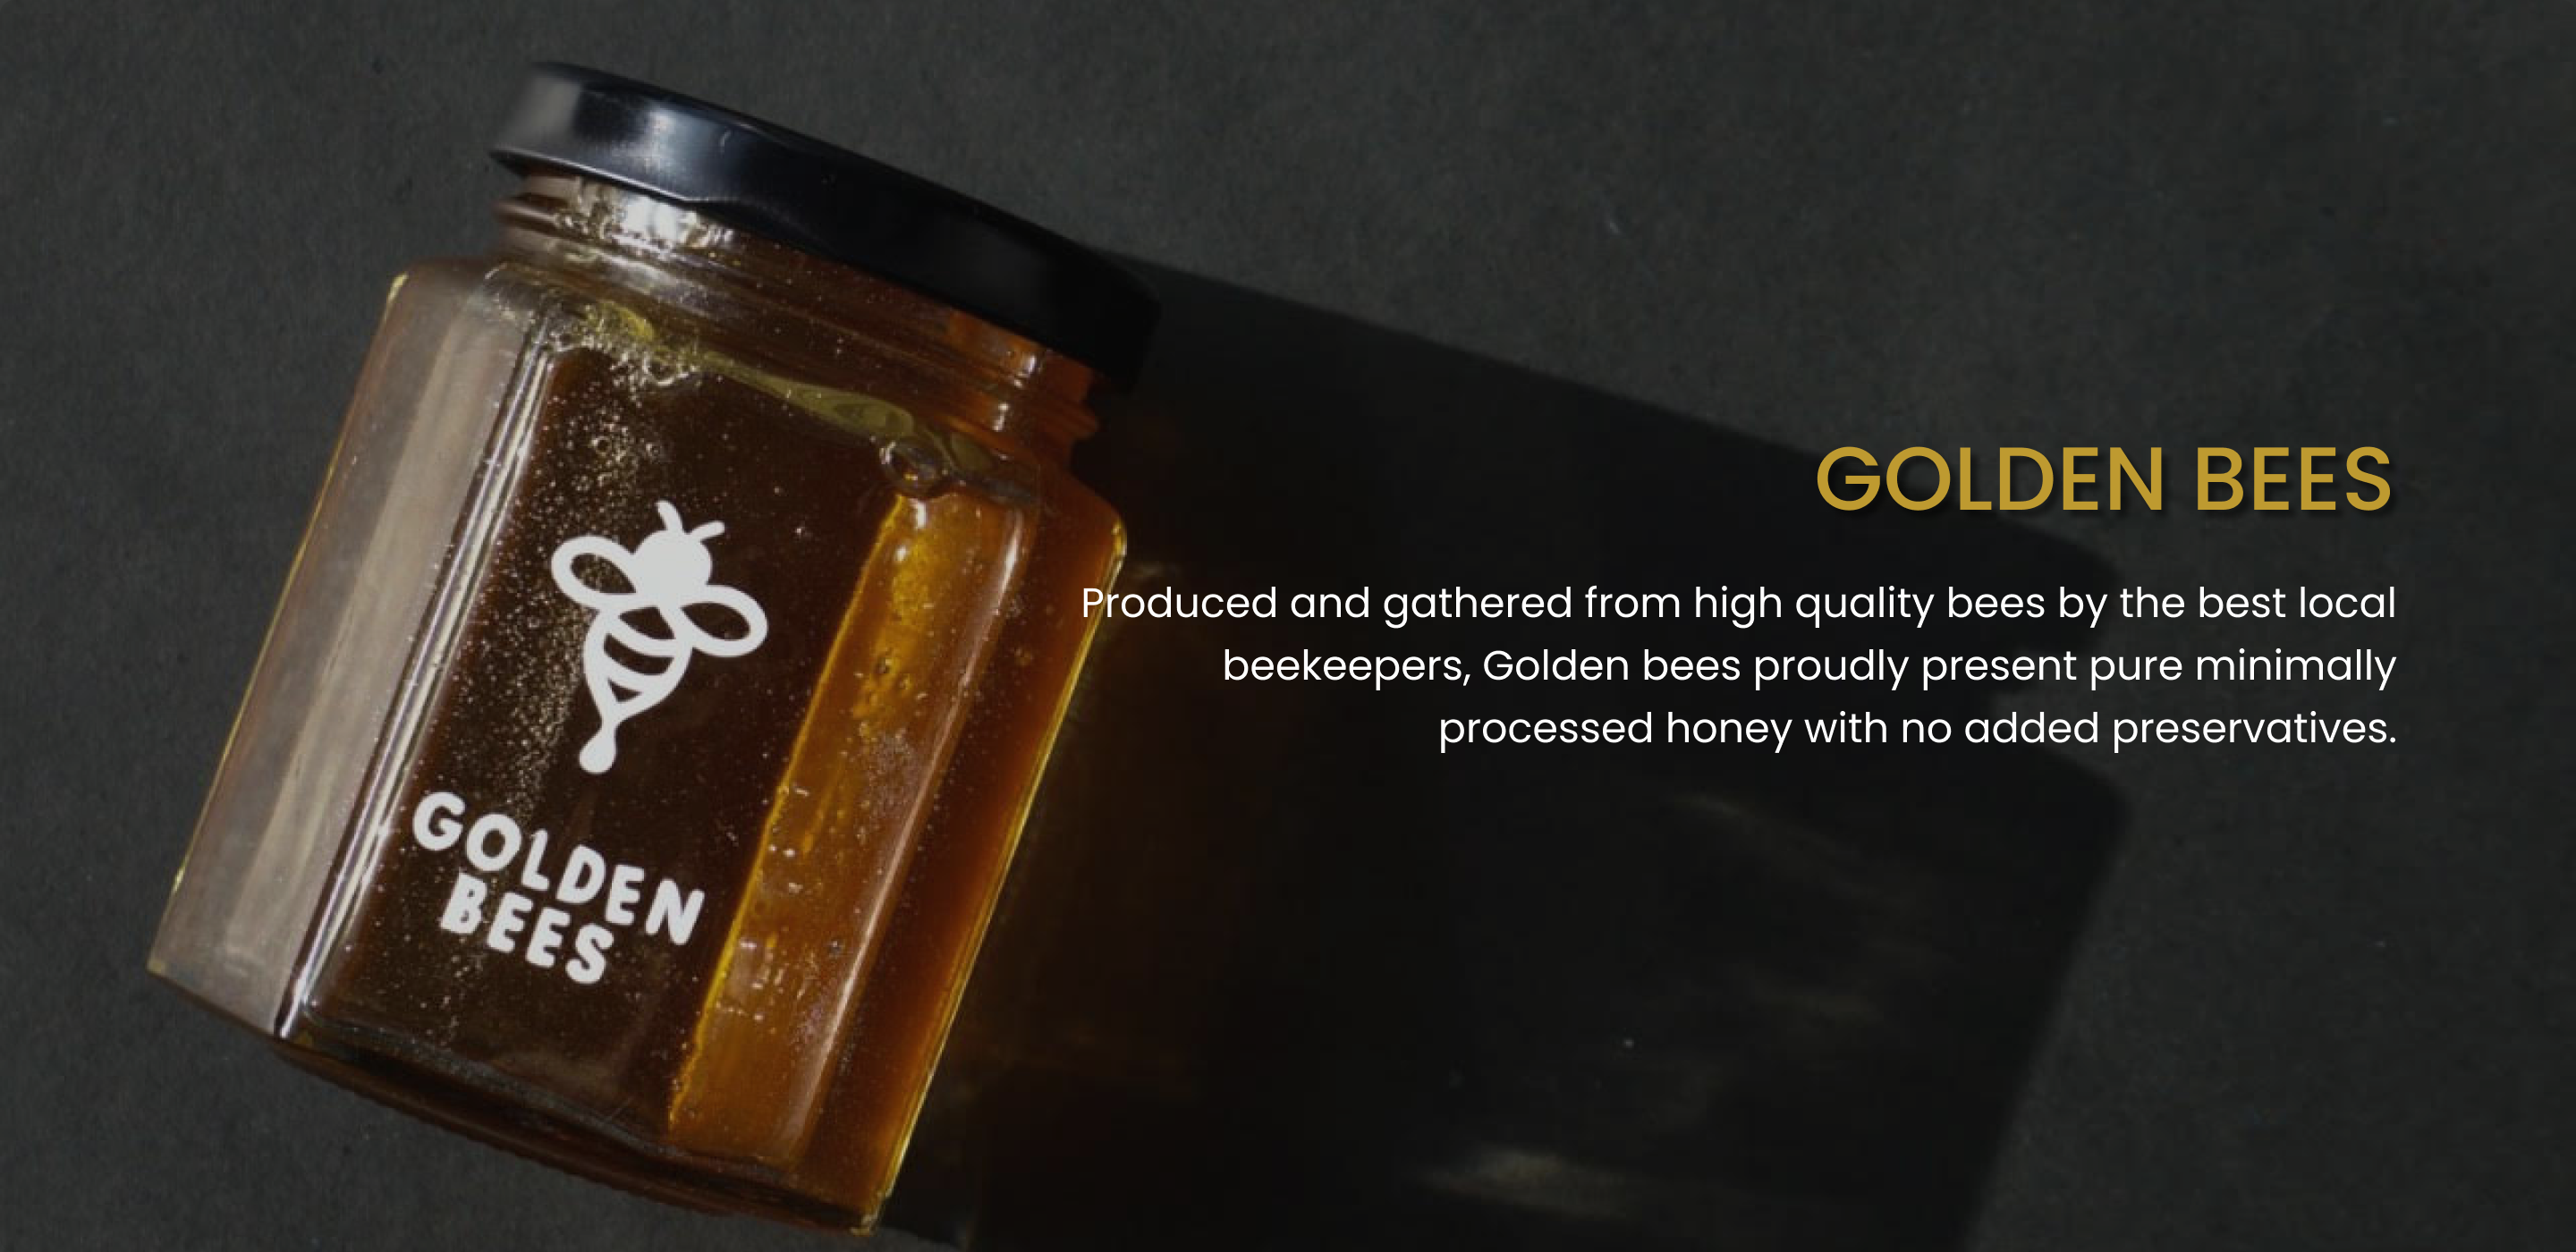 GOLDEN
BEES
GOLDEN BEES
Produced and gathered from high quality bees by the best local
beekeepers, Golden bees proudly present pure minimally
processed honey with no added preservatives.